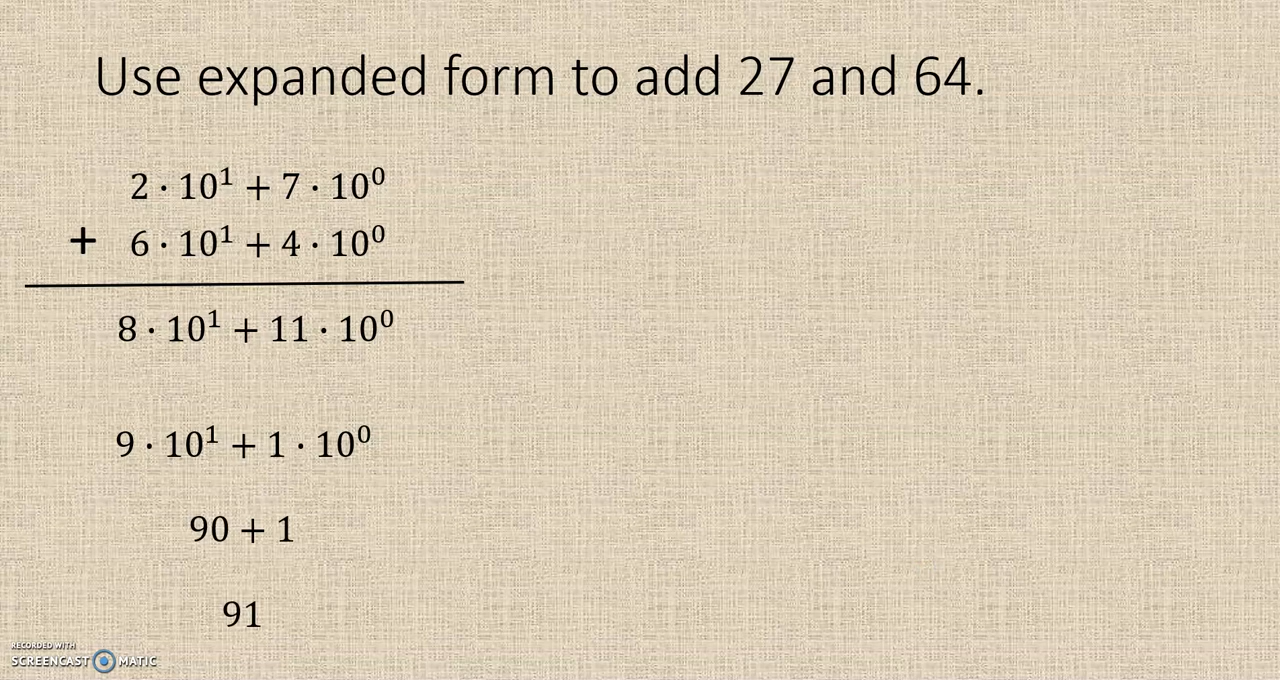 Use expanded form to add 27 and 64.
2 · 10¹ + 7 · 10⁰
+ 6 · 10¹ + 4 · 10⁰
8 · 10¹ + 11 · 10⁰
9 · 10¹ + 1 · 10⁰
90 + 1
91
RECORDED WITH
SCREENCAST MATIC